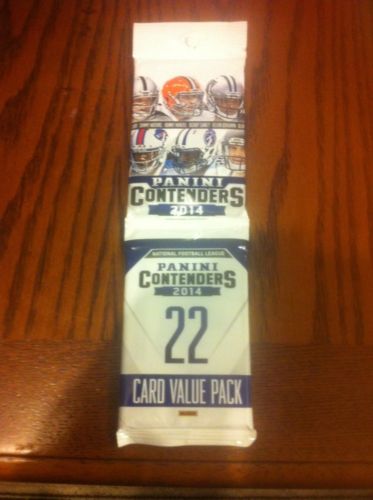 PANINI
CONTENDERS
2014
NATIONAL FOOTBALL LEAGUE
PANINI
CONTENDERS
2014
22
CARD VALUE PACK